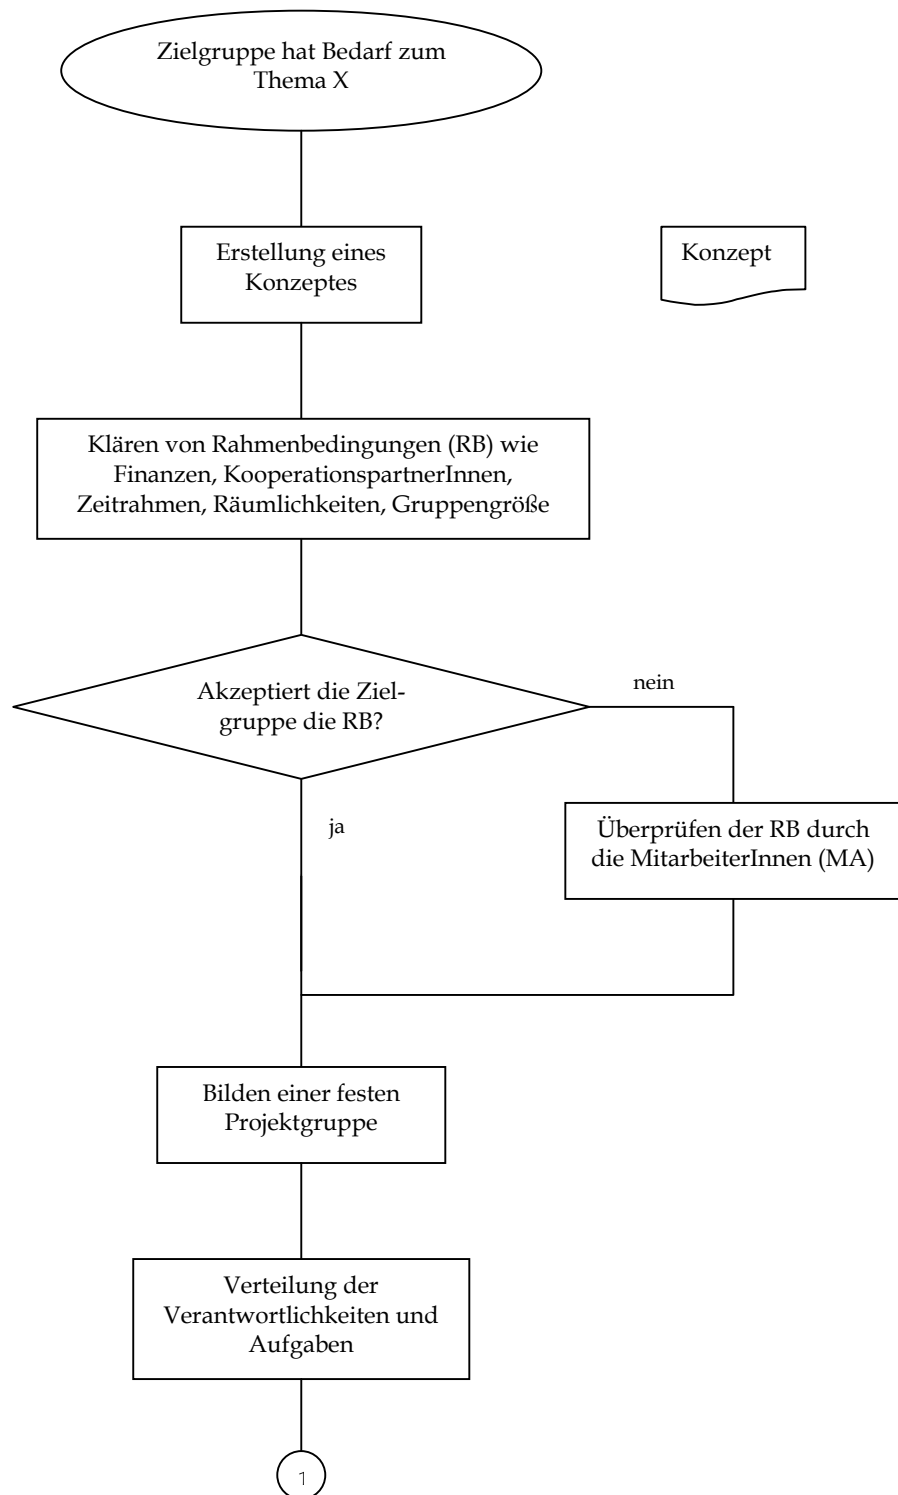 Zielgruppe hat Bedarf zum
Thema X
Erstellung eines
Konzeptes
Konzept
Klären von Rahmenbedingungen (RB) wie
Finanzen, KooperationspartnerInnen,
Zeitrahmen, Räumlichkeiten, Gruppengröße
Akzeptiert die Ziel-
gruppe die RB?
nein
ja
Überprüfen der RB durch
die MitarbeiterInnen (MA)
Bilden einer festen
Projektgruppe
Verteilung der
Verantwortlichkeiten und
Aufgaben
1